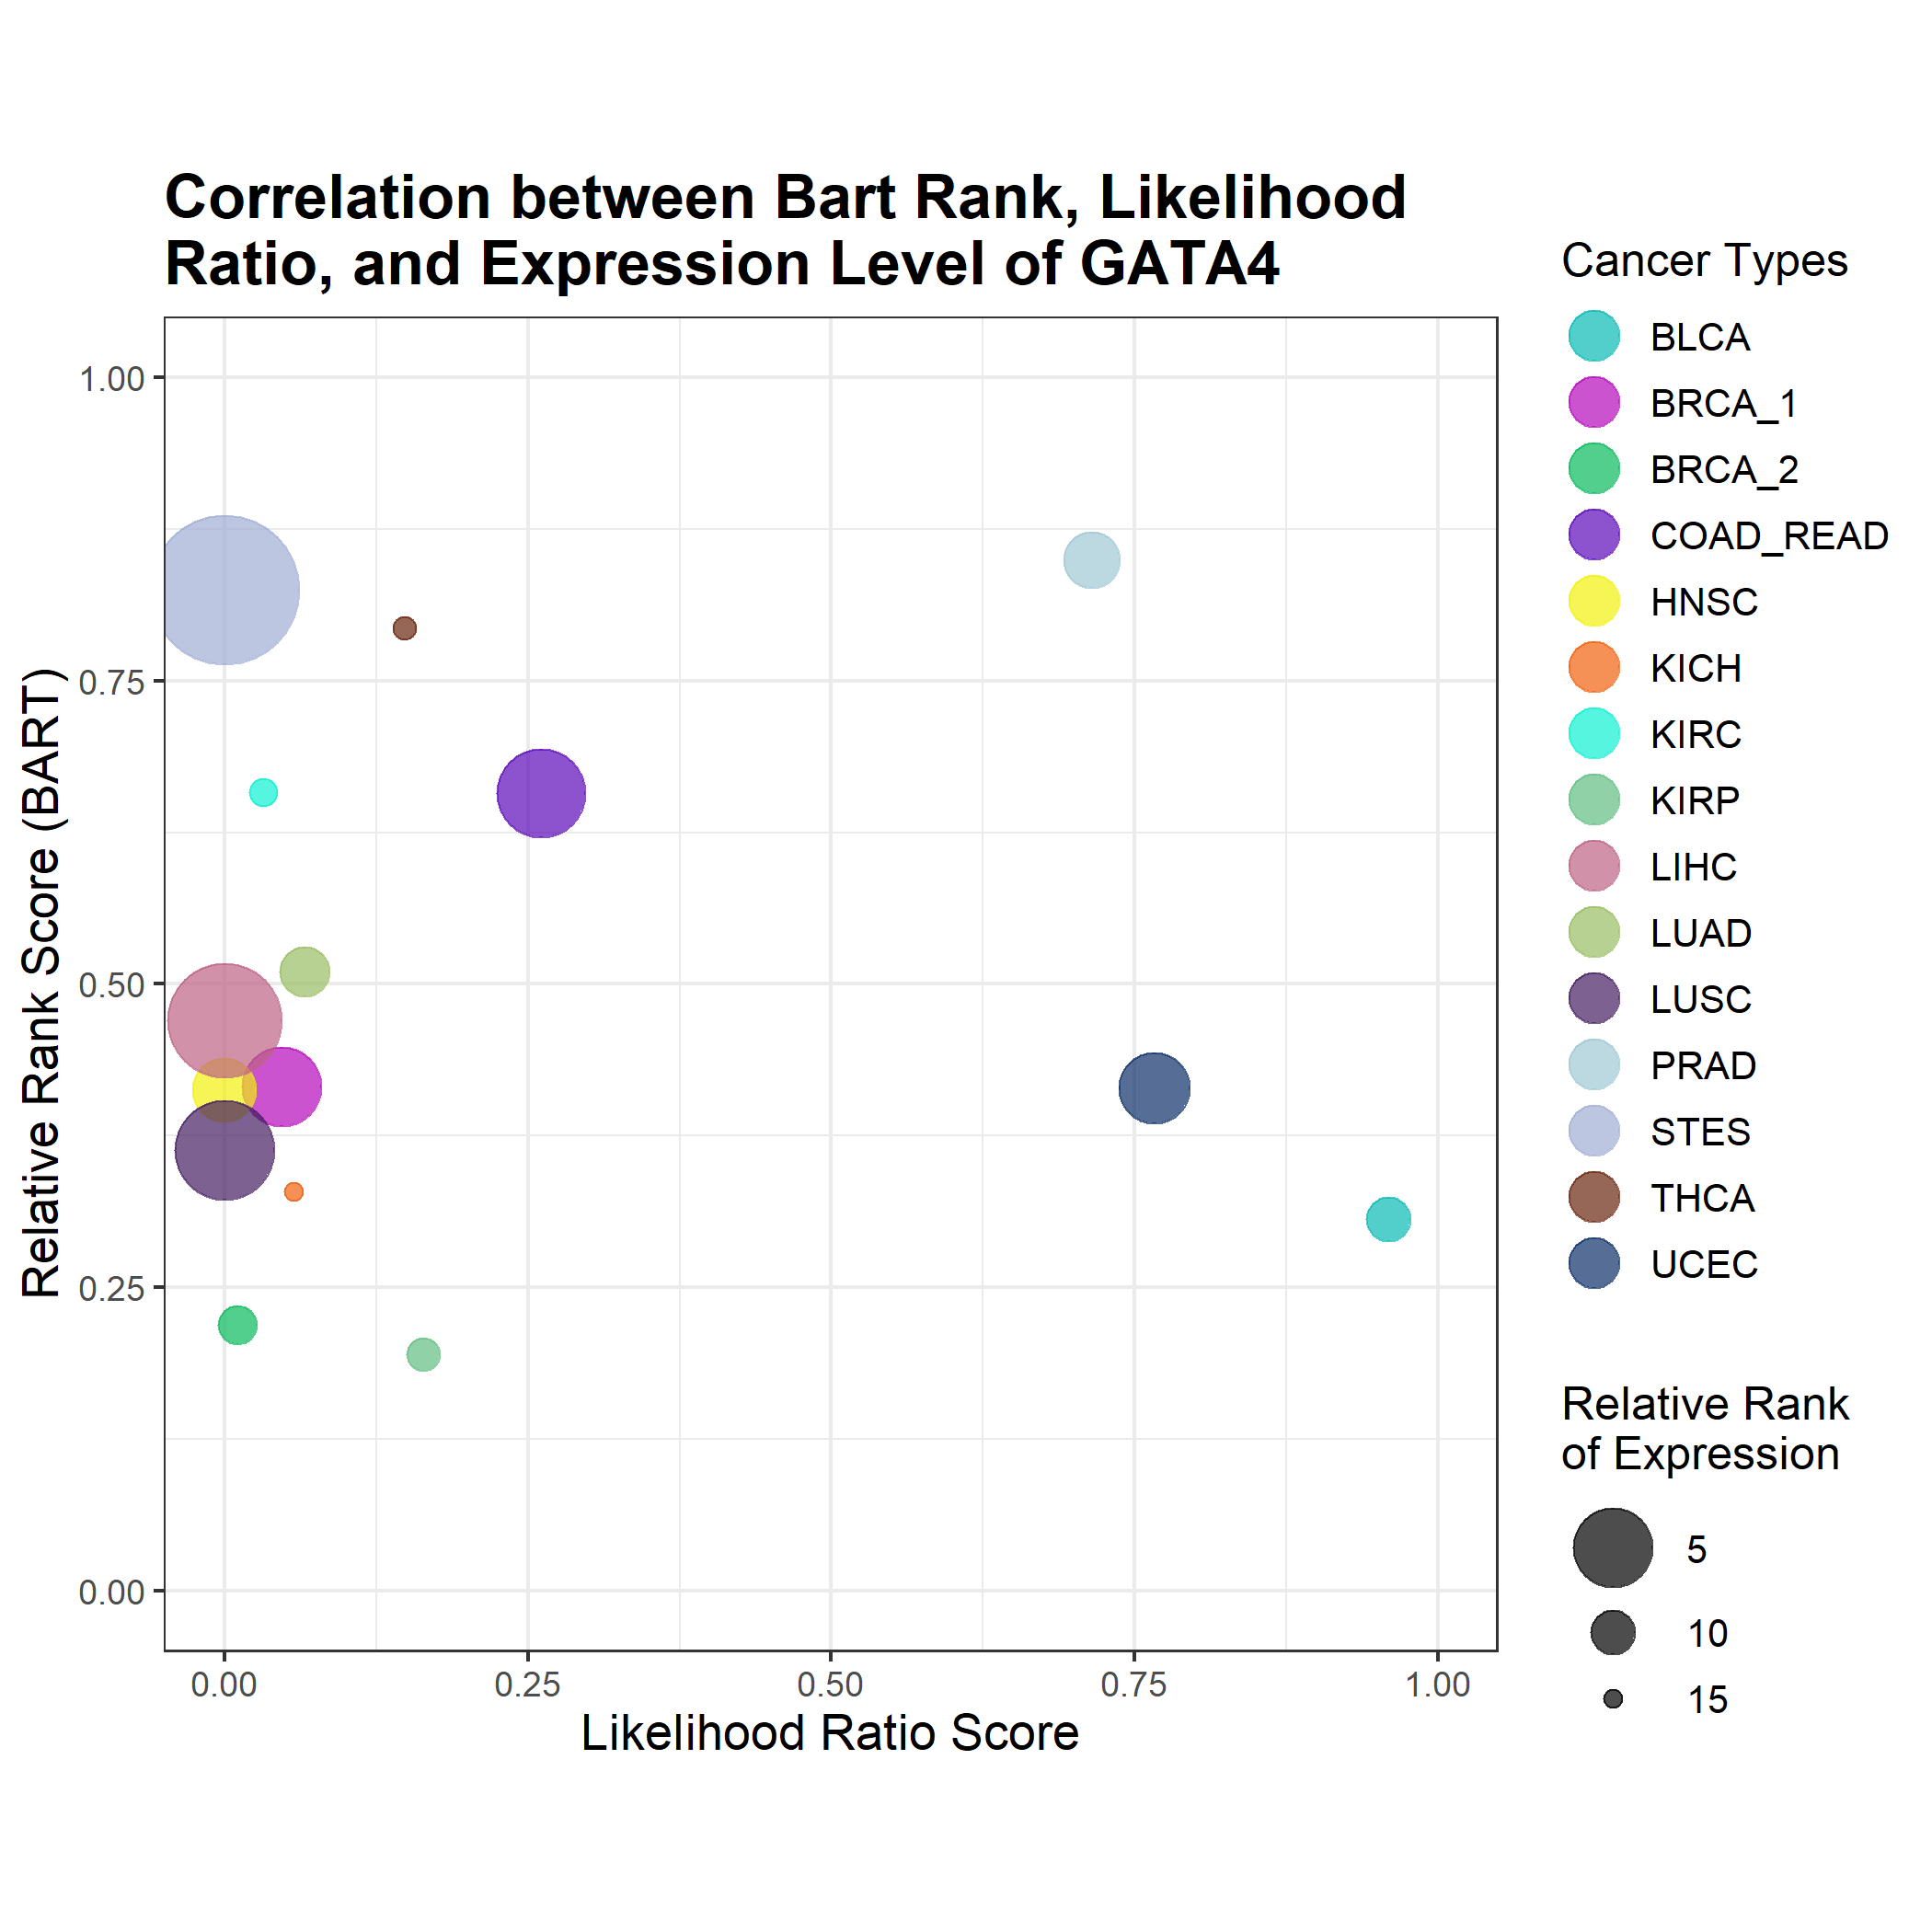 Correlation between Bart Rank, Likelihood
Ratio, and Expression Level of GATA4
Relative Rank Score (BART)
1.00
0.75
0.50
0.25
0.00
0.00
0.25
0.50
0.75
1.00
Likelihood Ratio Score
Cancer Types
BLCA
BRCA_1
BRCA_2
COAD_READ
HNSC
KICH
KIRC
KIRP
LIHC
LUAD
LUSC
PRAD
STES
THCA
UCEC
Relative Rank
of Expression
5
10
15